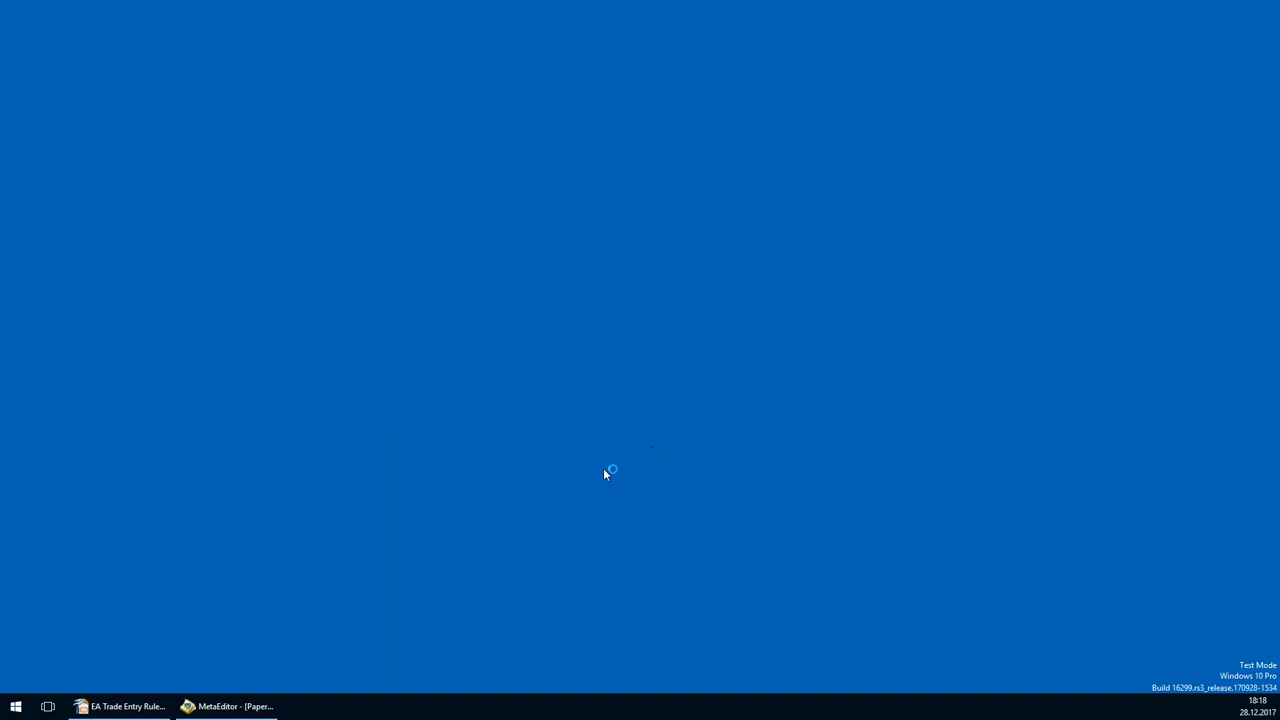 Test Mode
Windows 10 Pro
Build 16299.rs3_release.170928-1534
EA Trade Entry Rule...
MetaEditor - [Paper...
18:18
28.12.2017